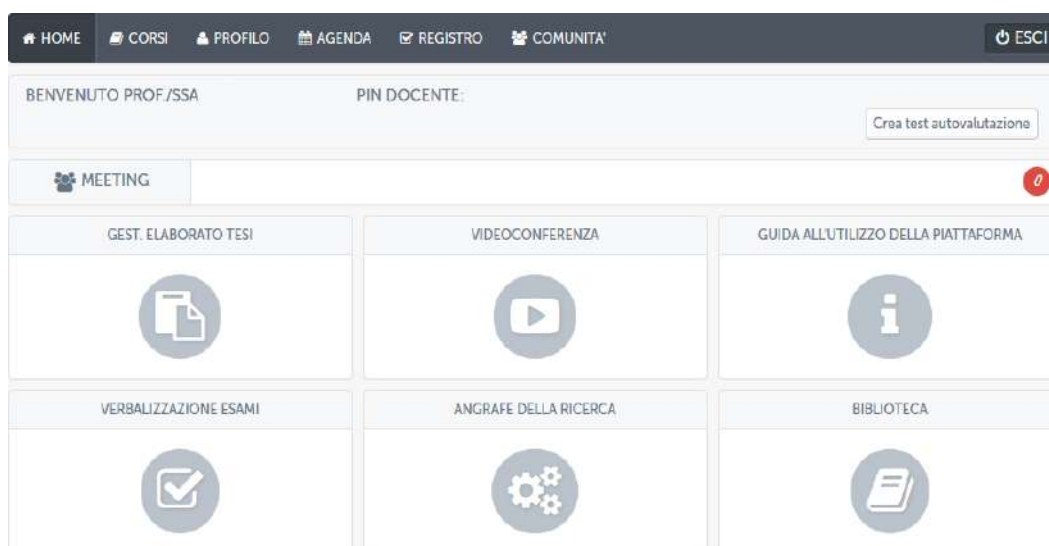 HOME CORSI PROFILO AGENDA REGISTRO COMUNITA' ESCI
BENVENUTO PROF./SSA PIN DOCENTE:
Crea test autovalutazione
MEETING 0
GEST. ELABORATO TESI VIDEOCONFERENZA GUIDA ALL'UTILIZZO DELLA PIATTAFORMA
VERBALIZZAZIONE ESAMI ANGRAFE DELLA RICERCA BIBLIOTECA